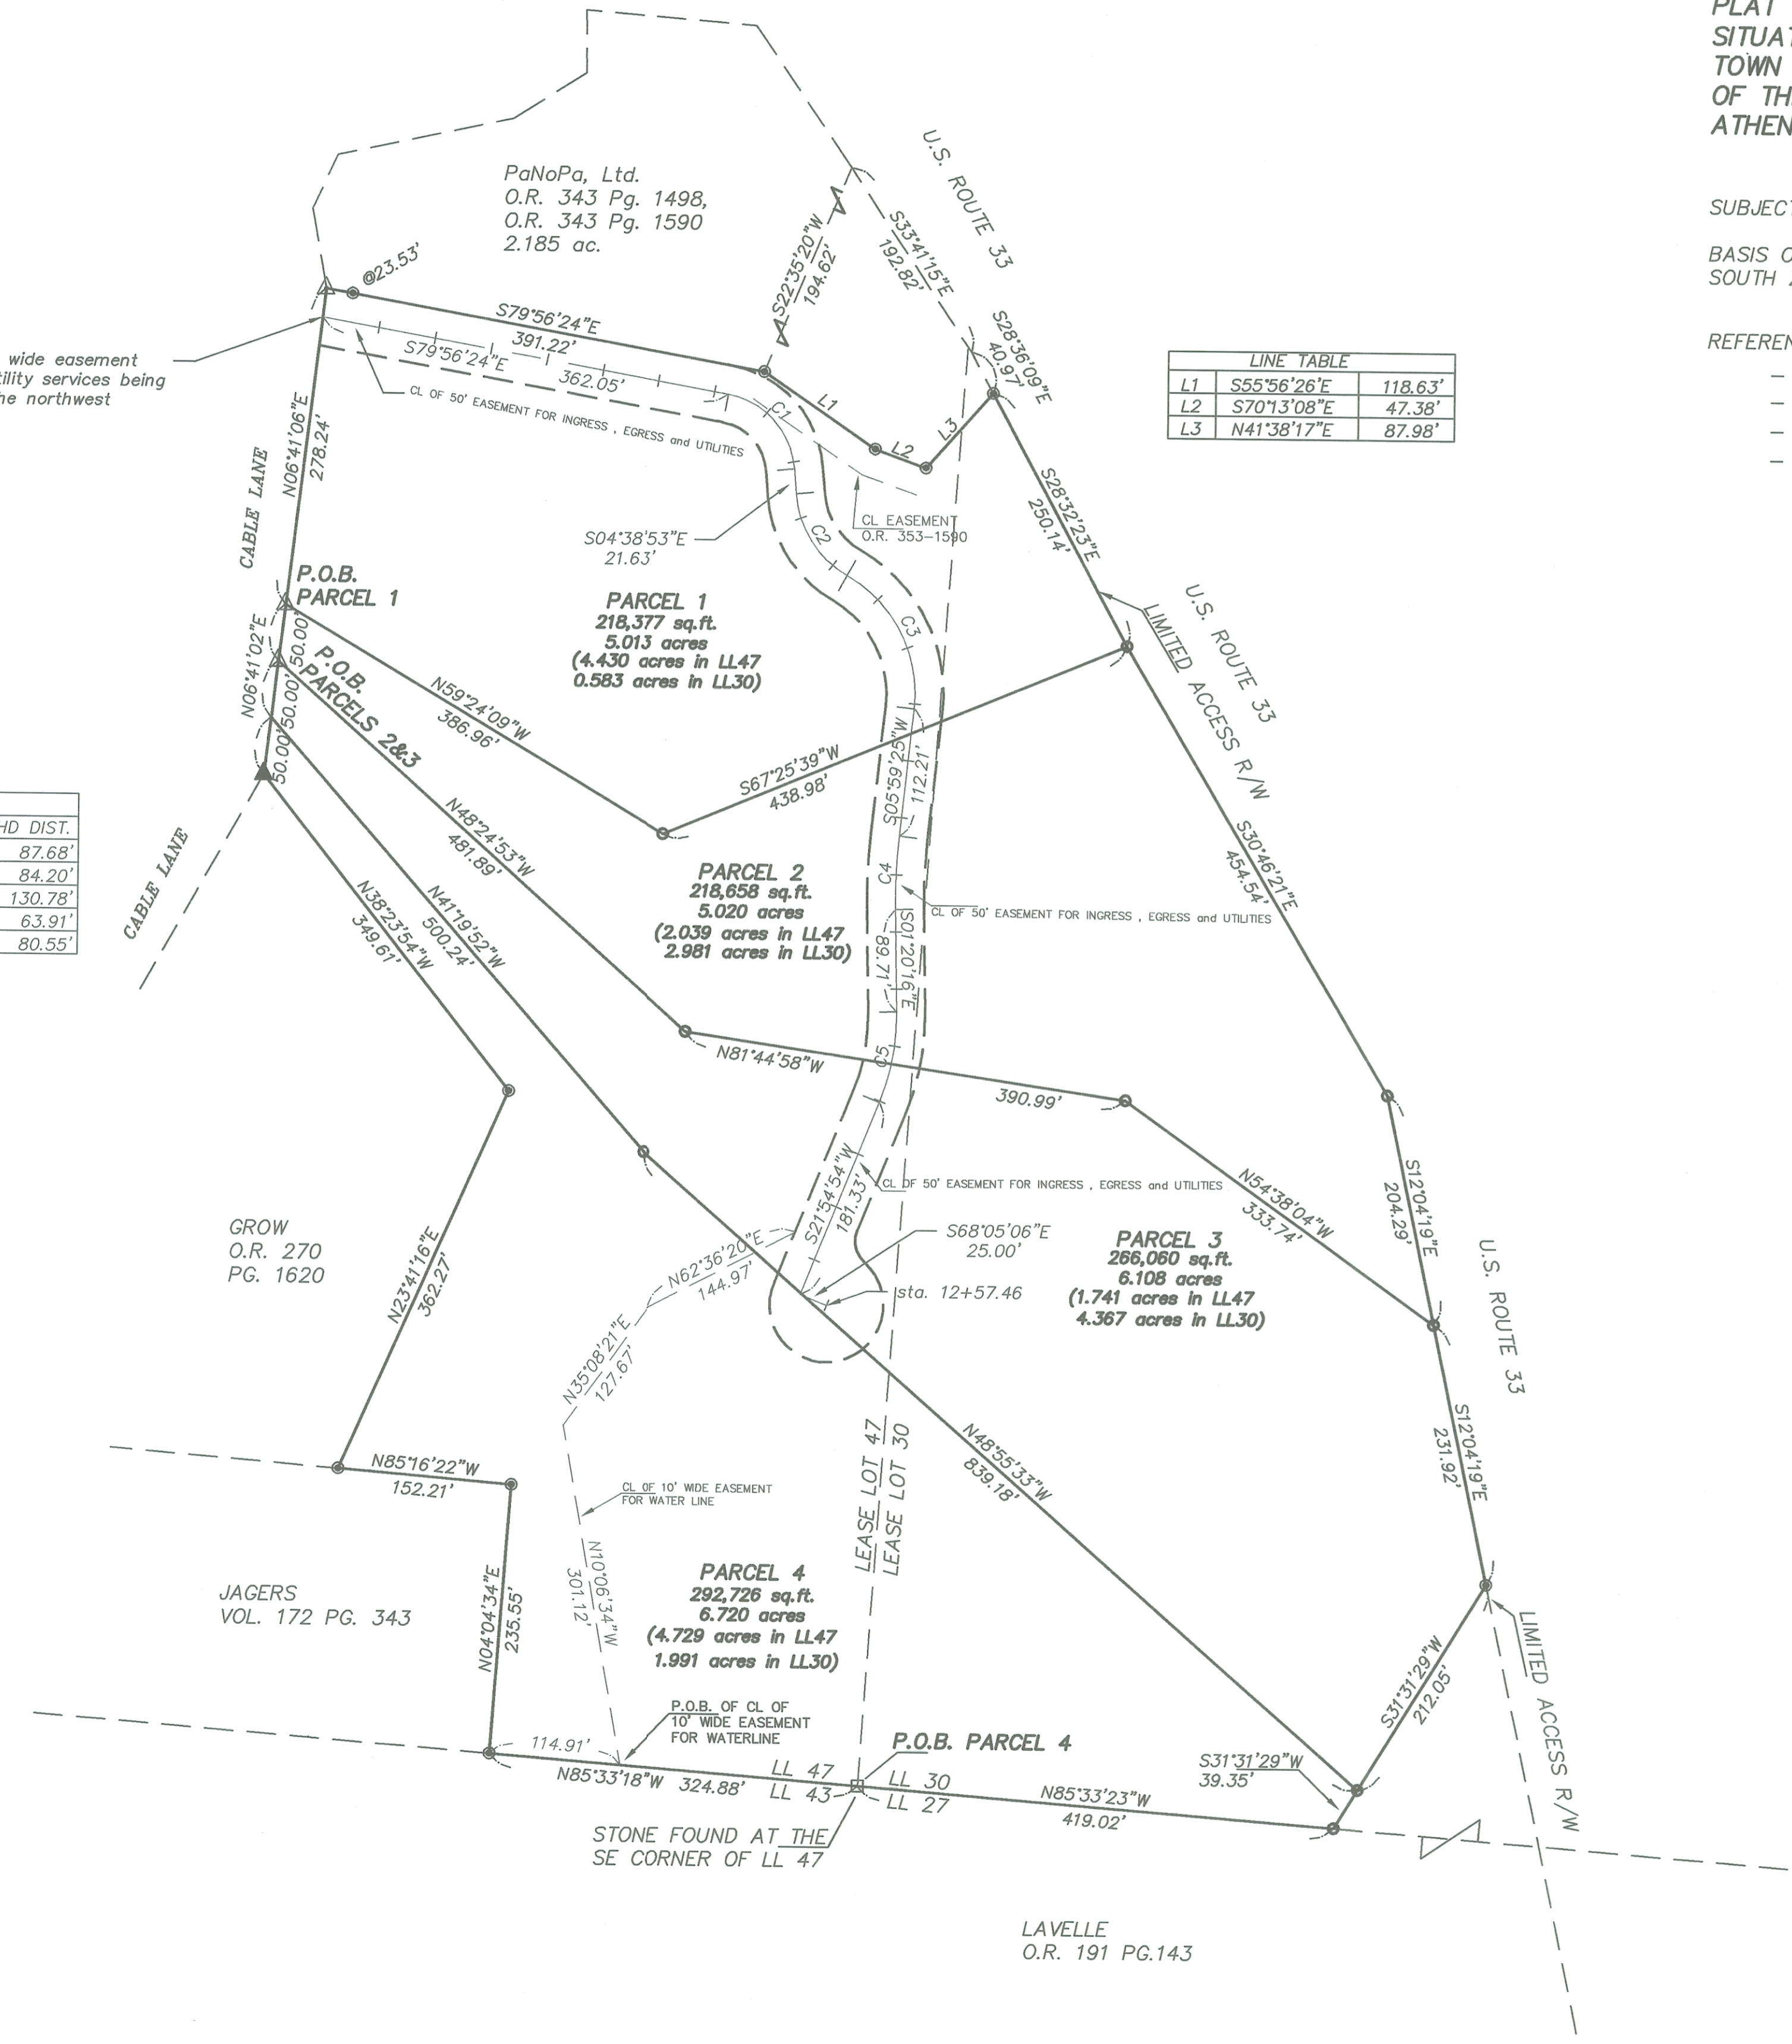 PLAT
SITUAT
TOWN
OF TH
ATHEN
SUBJECT
BASIS O
SOUTH
REFEREN
U.S. ROUTE 33
PaNoPa, Ltd.
O.R. 343 Pg. 1498,
O.R. 343 Pg. 1590
2.185 ac.
@23.53'
S22°35'20"W
194.62'
S33°41'15"E
192.82'
S28°36'09"E
40.97'
S79°56'24"E
391.22'
S79°56'24"E
362.05'
wide easement
tility services being
he northwest
CL OF 50' EASEMENT FOR INGRESS , EGRESS and UTILITIES
C1
L1
L2
L3
LINE TABLE
L1 S55°56'26"E 118.63'
L2 S70°13'08"E 47.38'
L3 N41°38'17"E 87.98'
N06°41'06"E
278.24'
CABLE LANE
S28°32'23"E
250.14'
CL EASEMENT
O.R. 353-1590
S04°38'53"E
21.63'
C2
P.O.B.
PARCEL 1
PARCEL 1
218,377 sq.ft.
5.013 acres
(4.430 acres in LL47
0.583 acres in LL30)
C3
U.S. ROUTE 33
LIMITED ACCESS R/W
N06°41'02"E
50.00'
50.00'
50.00'
P.O.B.
PARCELS 2&3
N59°24'09"W
386.96'
S67°25'39"W
438.98'
S05°59'25"W
112.21'
HD DIST.
87.68'
84.20'
130.78'
63.91'
80.55'
CABLE LANE
N48°24'53"W
481.89'
N41°19'52"W
500.24'
N38°23'54"W
349.61'
PARCEL 2
218,658 sq.ft.
5.020 acres
(2.039 acres in LL47
2.981 acres in LL30)
C4
CL OF 50' EASEMENT FOR INGRESS , EGRESS and UTILITIES
S01°20'16"E
89.71'
S30°46'21"E
454.54'
C5
N81°44'58"W
390.99'
S21°54'54"W
181.33'
CL OF 50' EASEMENT FOR INGRESS , EGRESS and UTILITIES
N54°38'04"W
333.74'
S12°04'19"E
204.29'
GROW
O.R. 270
PG. 1620
N23°41'16"E
362.27'
N62°36'20"E
144.97'
S68°05'06"E
25.00'
sta. 12+57.46
PARCEL 3
266,060 sq.ft.
6.108 acres
(1.741 acres in LL47
4.367 acres in LL30)
U.S. ROUTE 33
N35°08'21"E
127.67'
S12°04'19"E
231.92'
N85°16'22"W
152.21'
CL OF 10' WIDE EASEMENT
FOR WATER LINE
LEASE LOT 47
LEASE LOT 30
N48°55'33"W
839.18'
N10°06'34"W
301.12'
JAGERS
VOL. 172 PG. 343
N04°04'34"E
235.55'
PARCEL 4
292,726 sq.ft.
6.720 acres
(4.729 acres in LL47
1.991 acres in LL30)
S31°31'29"W
212.05'
LIMITED ACCESS R/W
P.O.B. OF CL OF
10' WIDE EASEMENT
FOR WATERLINE
114.91'
P.O.B. PARCEL 4
N85°33'18"W 324.88'
LL 47
LL 43
LL 30
LL 27
N85°33'23"W
419.02'
S31°31'29"W
39.35'
STONE FOUND AT THE
SE CORNER OF LL 47
LAVELLE
O.R. 191 PG.143